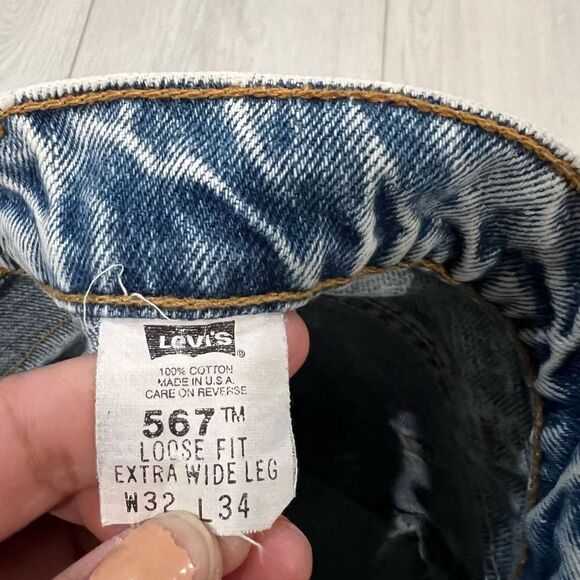 LEVI'S ®
100% COTTON
MADE IN U.S.A.
CARE ON REVERSE
567™
LOOSE FIT
EXTRA WIDE LEG
W32 L34